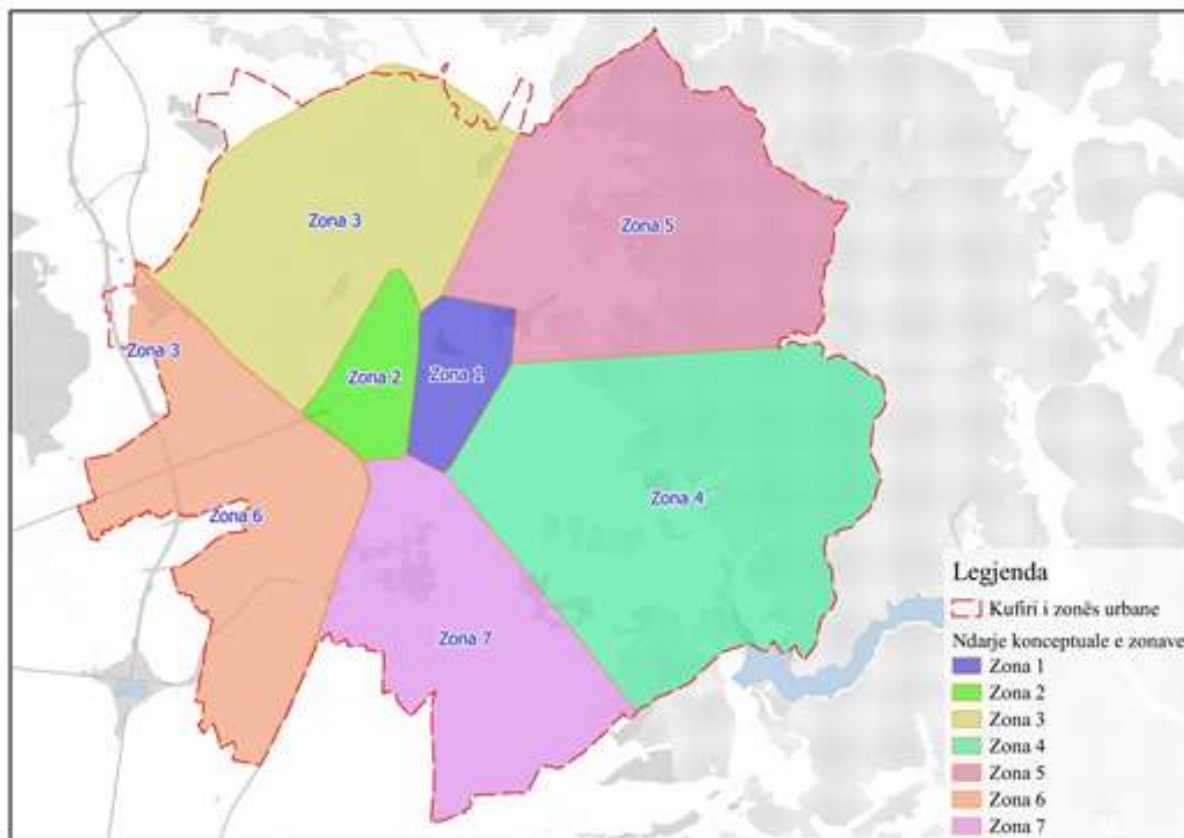 Zona 3
Zona 5
Zona 3
Zona 2
Zona 1
Zona 4
Zona 6
Zona 7
Legjenda
Kufiri i zonës urbane
Ndarje konceptuale e zonave
Zona 1
Zona 2
Zona 3
Zona 4
Zona 5
Zona 6
Zona 7